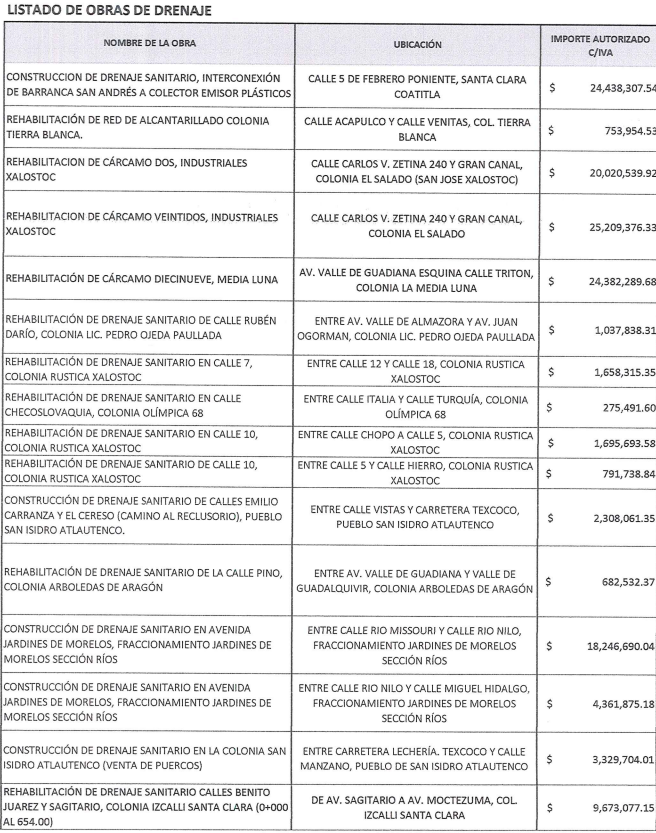 LISTADO DE OBRAS DE DRENAJE
NOMBRE DE LA OBRA
UBICACIÓN
IMPORTE AUTORIZADO
C/IVA
CONSTRUCCION DE DRENAJE SANITARIO, INTERCONEXIÓN
DE BARRANCA SAN ANDRÉS A COLECTOR EMISOR PLÁSTICOS
CALLE 5 DE FEBRERO PONIENTE, SANTA CLARA
COATITLA
$ 24,438,307.54
REHABILITACIÓN DE RED DE ALCANTARILLADO COLONIA
TIERRA BLANCA.
CALLE ACAPULCO Y CALLE VENITAS, COL. TIERRA
BLANCA
$ 753,954.53
REHABILITACION DE CÁRCAMO DOS, INDUSTRIALES
XALOSTOC
CALLE CARLOS V. ZETINA 240 Y GRAN CANAL,
COLONIA EL SALADO (SAN JOSE XALOSTOC)
$ 20,020,539.92
REHABILITACION DE CÁRCAMO VEINTIDOS, INDUSTRIALES
XALOSTOC
CALLE CARLOS V. ZETINA 240 Y GRAN CANAL,
COLONIA EL SALADO
$ 25,209,376.33
REHABILITACIÓN DE CÁRCAMO DIECINUEVE, MEDIA LUNA
AV. VALLE DE GUADIANA ESQUINA CALLE TRITON,
COLONIA LA MEDIA LUNA
$ 24,382,289.68
REHABILITACIÓN DE DRENAJE SANITARIO DE CALLE RUBÉN
DARÍO, COLONIA LIC. PEDRO OJEDA PAULLADA
ENTRE AV. VALLE DE ALMAZORA Y AV. JUAN
OGORMAN, COLONIA LIC. PEDRO OJEDA PAULLADA
$ 1,037,838.31
REHABILITACIÓN DE DRENAJE SANITARIO EN CALLE 7,
COLONIA RUSTICA XALOSTOC
ENTRE CALLE 12 Y CALLE 18, COLONIA RUSTICA
XALOSTOC
$ 1,658,315.35
REHABILITACIÓN DE DRENAJE SANITARIO EN CALLE
CHECOSLOVAQUIA, COLONIA OLÍMPICA 68
ENTRE CALLE ITALIA Y CALLE TURQUÍA, COLONIA
OLÍMPICA 68
$ 275,491.60
REHABILITACIÓN DE DRENAJE SANITARIO EN CALLE 10,
COLONIA RUSTICA XALOSTOC
ENTRE CALLE CHOPO A CALLE 5, COLONIA RUSTICA
XALOSTOC
$ 1,695,693.58
REHABILITACIÓN DE DRENAJE SANITARIO DE CALLE 10,
COLONIA RUSTICA XALOSTOC
ENTRE CALLE 5 Y CALLE HIERRO, COLONIA RUSTICA
XALOSTOC
$ 791,738.84
CONSTRUCCIÓN DE DRENAJE SANITARIO DE CALLES EMILIO
CARRANZA Y EL CERESO (CAMINO AL RECLUSORIO), PUEBLO
SAN ISIDRO ATLAUTENCO.
ENTRE CALLE VISTAS Y CARRETERA TEXCOCO,
PUEBLO SAN ISIDRO ATLAUTENCO
$ 2,308,061.35
REHABILITACIÓN DE DRENAJE SANITARIO DE LA CALLE PINO,
COLONIA ARBOLEDAS DE ARAGÓN
ENTRE AV. VALLE DE GUADIANA Y VALLE DE
GUADALQUIVIR, COLONIA ARBOLEDAS DE ARAGÓN
$ 682,532.37
CONSTRUCCIÓN DE DRENAJE SANITARIO EN AVENIDA
JARDINES DE MORELOS, FRACCIONAMIENTO JARDINES DE
MORELOS SECCIÓN RÍOS
ENTRE CALLE RIO MISSOURI Y CALLE RIO NILO,
FRACCIONAMIENTO JARDINES DE MORELOS
SECCIÓN RÍOS
$ 18,246,690.04
CONSTRUCCIÓN DE DRENAJE SANITARIO EN AVENIDA
JARDINES DE MORELOS, FRACCIONAMIENTO JARDINES DE
MORELOS SECCIÓN RÍOS
ENTRE CALLE RIO NILO Y CALLE MIGUEL HIDALGO,
FRACCIONAMIENTO JARDINES DE MORELOS
SECCIÓN RÍOS
$ 4,361,875.18
CONSTRUCCIÓN DE DRENAJE SANITARIO EN LA COLONIA SAN
ISIDRO ATLAUTENCO (VENTA DE PUERCOS)
ENTRE CARRETERA LECHERÍA. TEXCOCO Y CALLE
MANZANO, PUEBLO DE SAN ISIDRO ATLAUTENCO
$ 3,329,704.01
REHABILITACIÓN DE DRENAJE SANITARIO CALLES BENITO
JUAREZ Y SAGITARIO, COLONIA IZCALLI SANTA CLARA (0+000
AL 654.00)
DE AV. SAGITARIO A AV. MOCTEZUMA, COL.
IZCALLI SANTA CLARA
$ 9,673,077.15